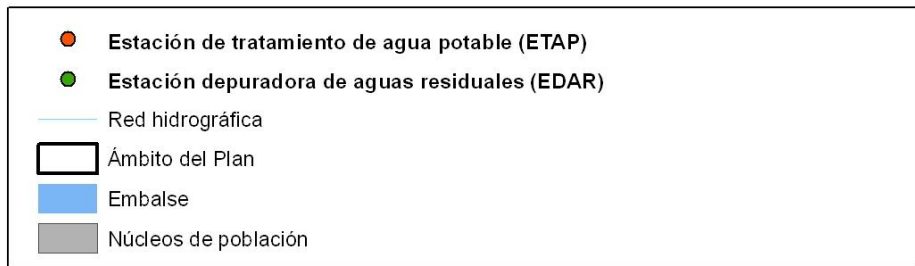 Estación de tratamiento de agua potable (ETAP)
Estación depuradora de aguas residuales (EDAR)
Red hidrográfica
Ámbito del Plan
Embalse
Núcleos de población